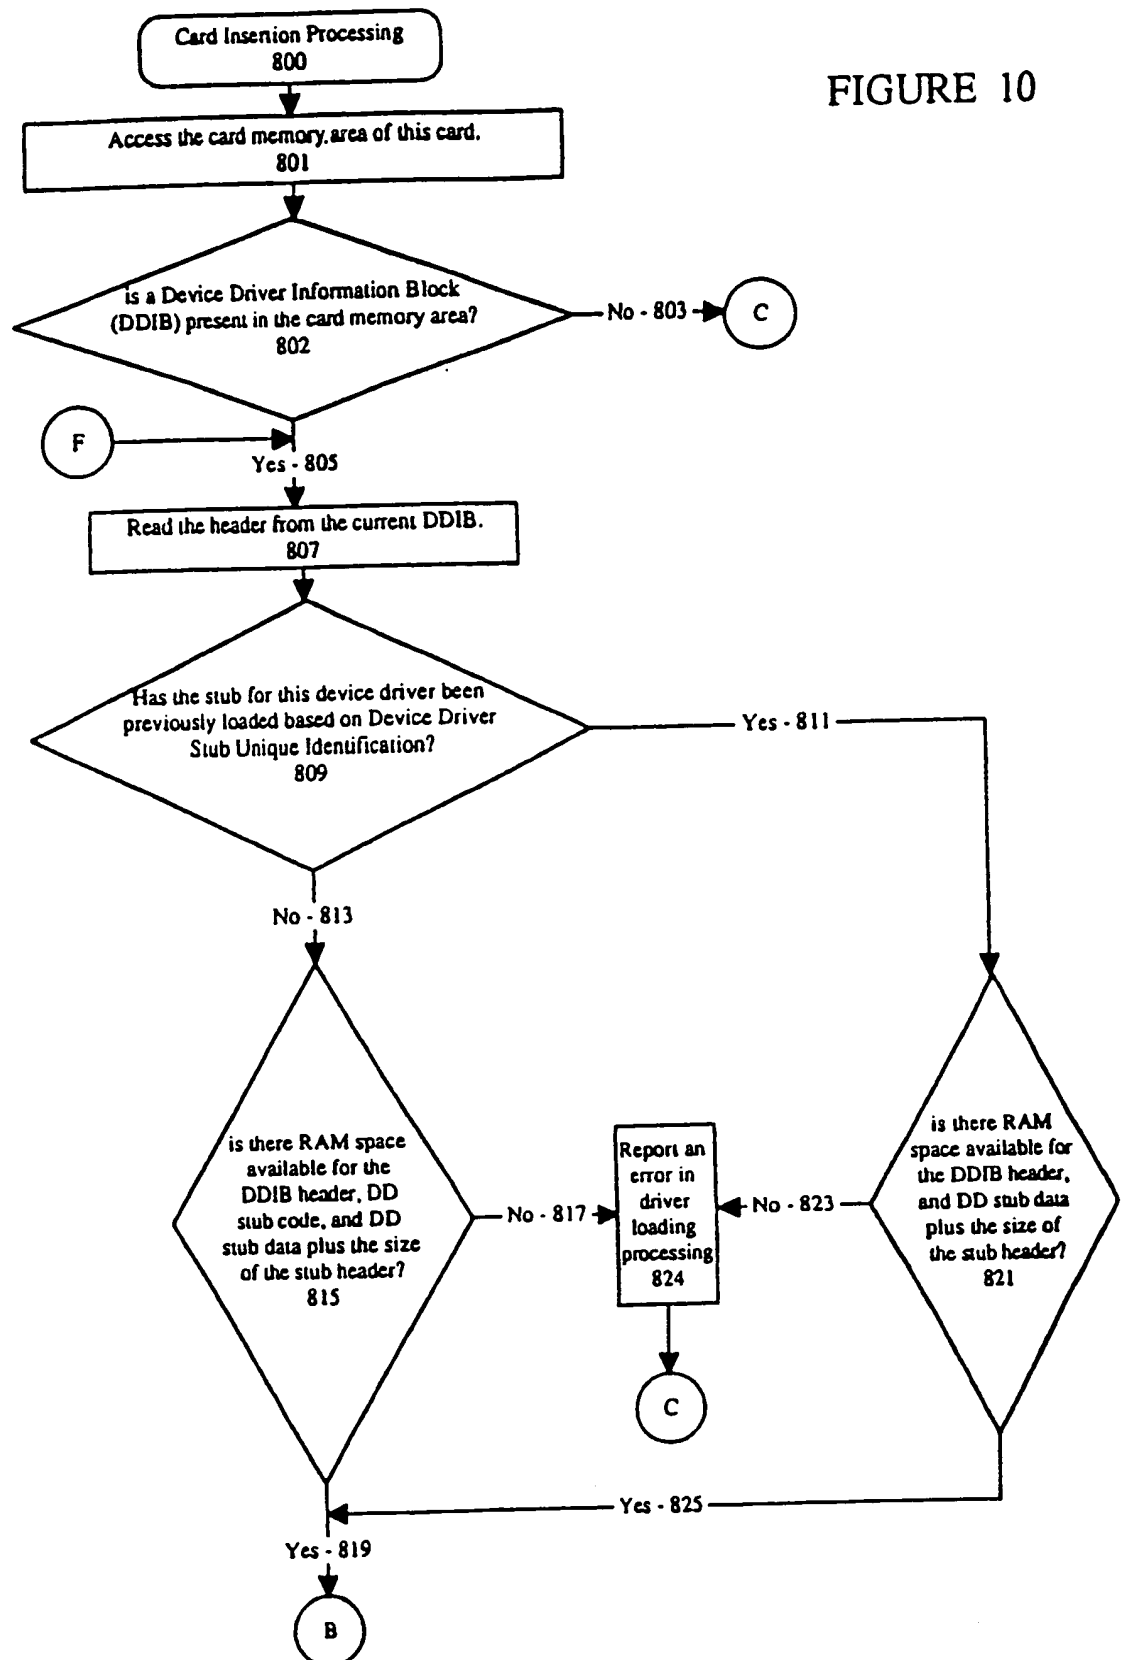 Card Insertion Processing
800
FIGURE 10
Access the card memory area of this card.
801
is a Device Driver Information Block
(DDIB) present in the card memory area?
802
No - 803
C
F
Yes - 805
Read the header from the current DDIB.
807
Has the stub for this device driver been
previously loaded based on Device Driver
Stub Unique Identification?
809
Yes - 811
No - 813
is there RAM space
available for the
DDIB header, DD
stub code, and DD
stub data plus the size
of the stub header?
815
No - 817
Report an
error in
driver
loading
processing
824
No - 823
is there RAM
space available for
the DDIB header,
and DD stub data
plus the size of
the stub header?
821
C
Yes - 825
Yes - 819
B